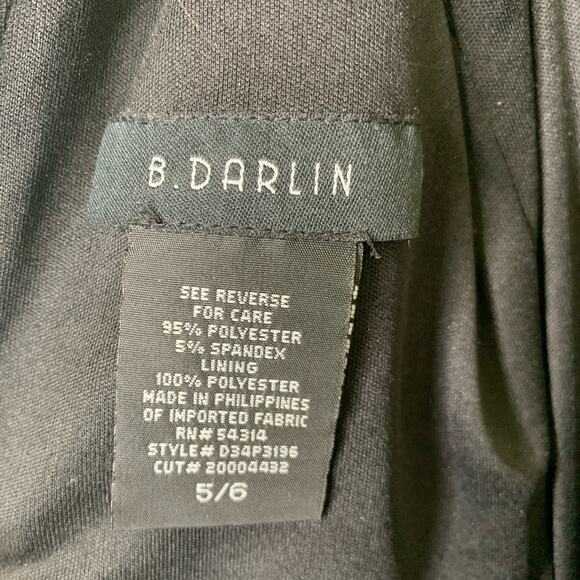 B.DARLIN
SEE REVERSE
FOR CARE
95% POLYESTER
5% SPANDEX
LINING
100% POLYESTER
MADE IN PHILIPPINES
OF IMPORTED FABRIC
RN# 54314
STYLE# D34P3196
CUT# 20004432
5/6